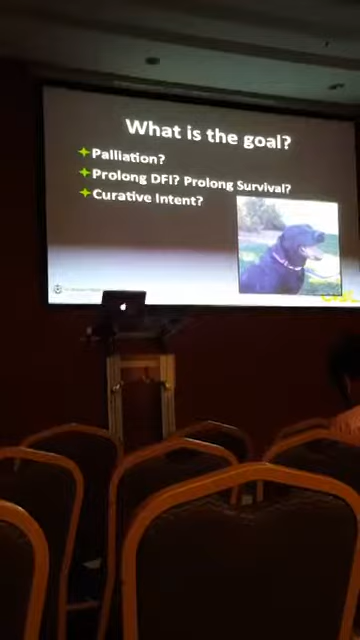 What is the goal?
Palliation?
Prolong DFI? Prolong Survival?
Curative Intent?